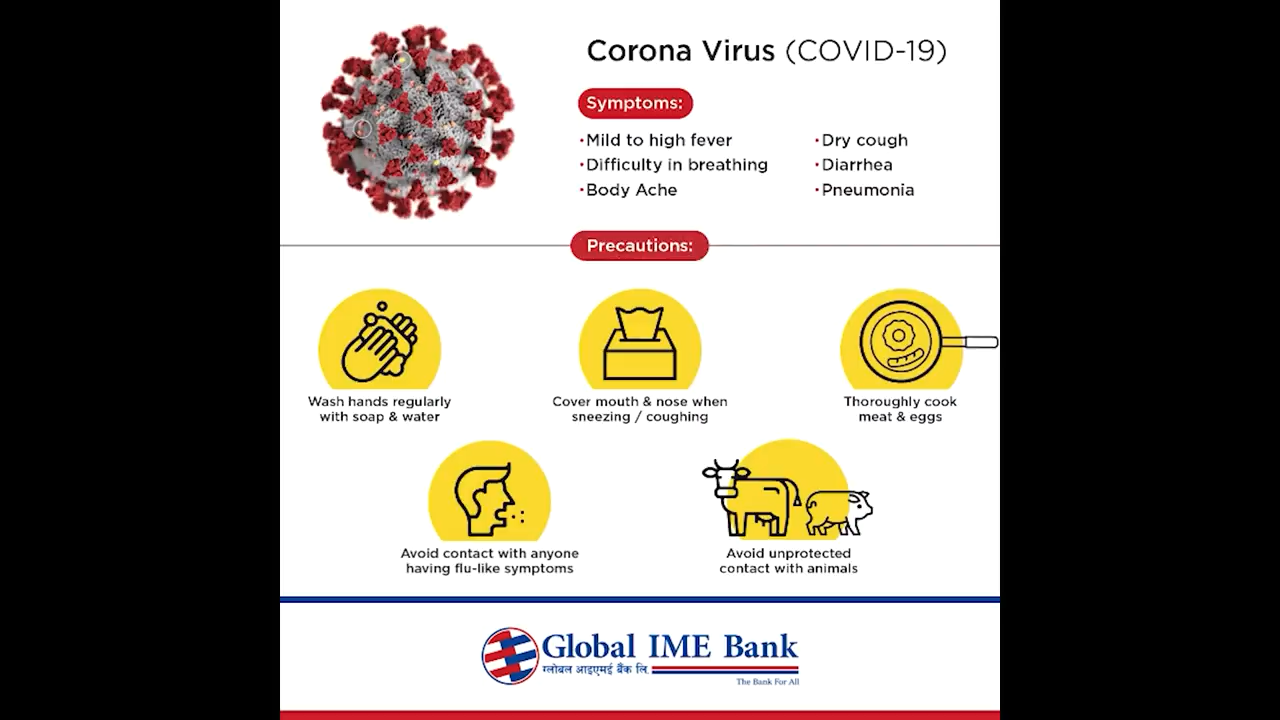 Corona Virus (COVID-19)
Symptoms:
·Mild to high fever
·Difficulty in breathing
·Body Ache
·Dry cough
·Diarrhea
·Pneumonia
Precautions:
Wash hands regularly
with soap & water
Cover mouth & nose when
sneezing / coughing
Thoroughly cook
meat & eggs
Avoid contact with anyone
having flu-like symptoms
Avoid unprotected
contact with animals
Global IME Bank
ग्लोबल आइएमई बैंक लि.
The Bank For All